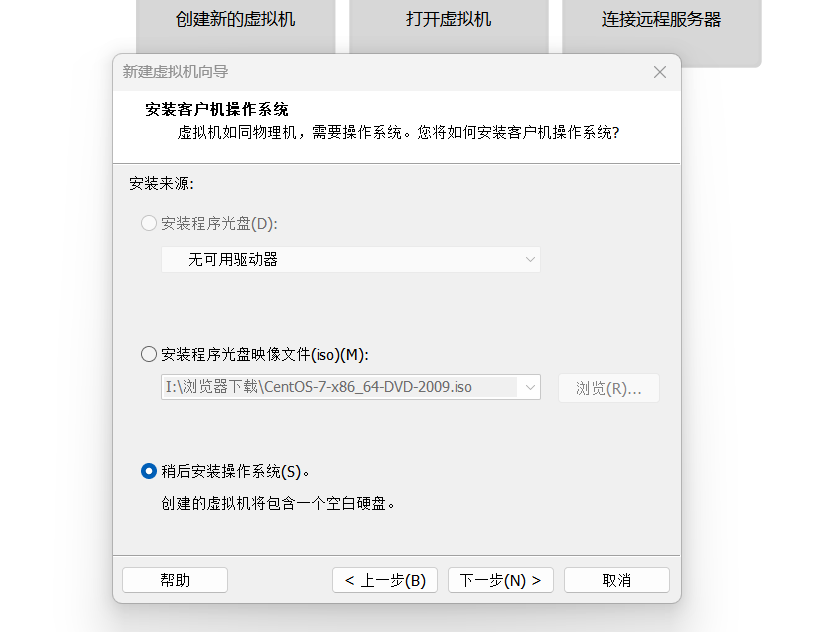 创建新的虚拟机 打开虚拟机 连接远程服务器
新建虚拟机向导
安装客户机操作系统
虚拟机如同物理机，需要操作系统。您将如何安装客户机操作系统?
安装来源:
安装程序光盘(D):
无可用驱动器
安装程序光盘映像文件(iso)(M):
I:\浏览器下载\CentOS-7-x86_64-DVD-2009.iso 浏览(R)...
稍后安装操作系统(S)。
创建的虚拟机将包含一个空白硬盘。
帮助 < 上一步(B) 下一步(N) > 取消